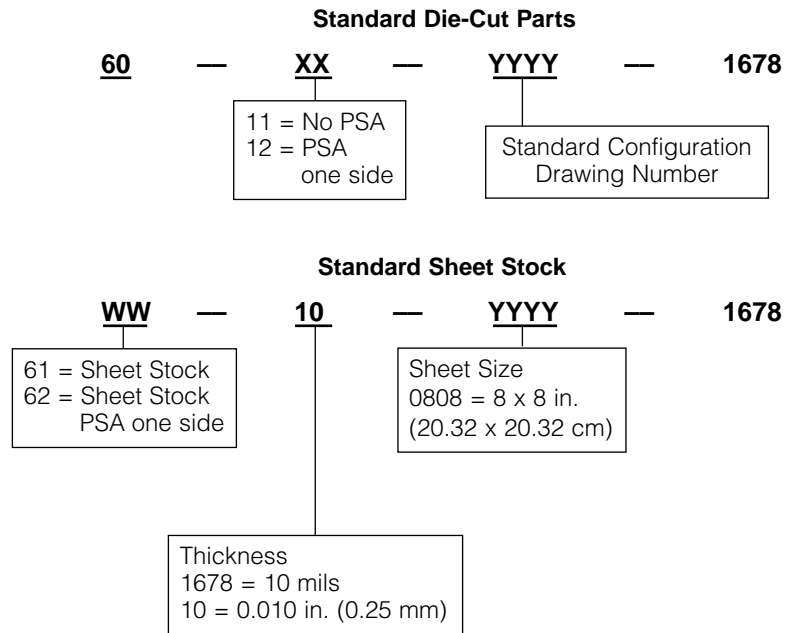 Standard Die-Cut Parts
60 — XX — YYYY — 1678
11 = No PSA
12 = PSA
one side
Standard Configuration
Drawing Number
Standard Sheet Stock
WW — 10 — YYYY — 1678
61 = Sheet Stock
62 = Sheet Stock
PSA one side
Sheet Size
0808 = 8 x 8 in.
(20.32 x 20.32 cm)
Thickness
1678 = 10 mils
10 = 0.010 in. (0.25 mm)